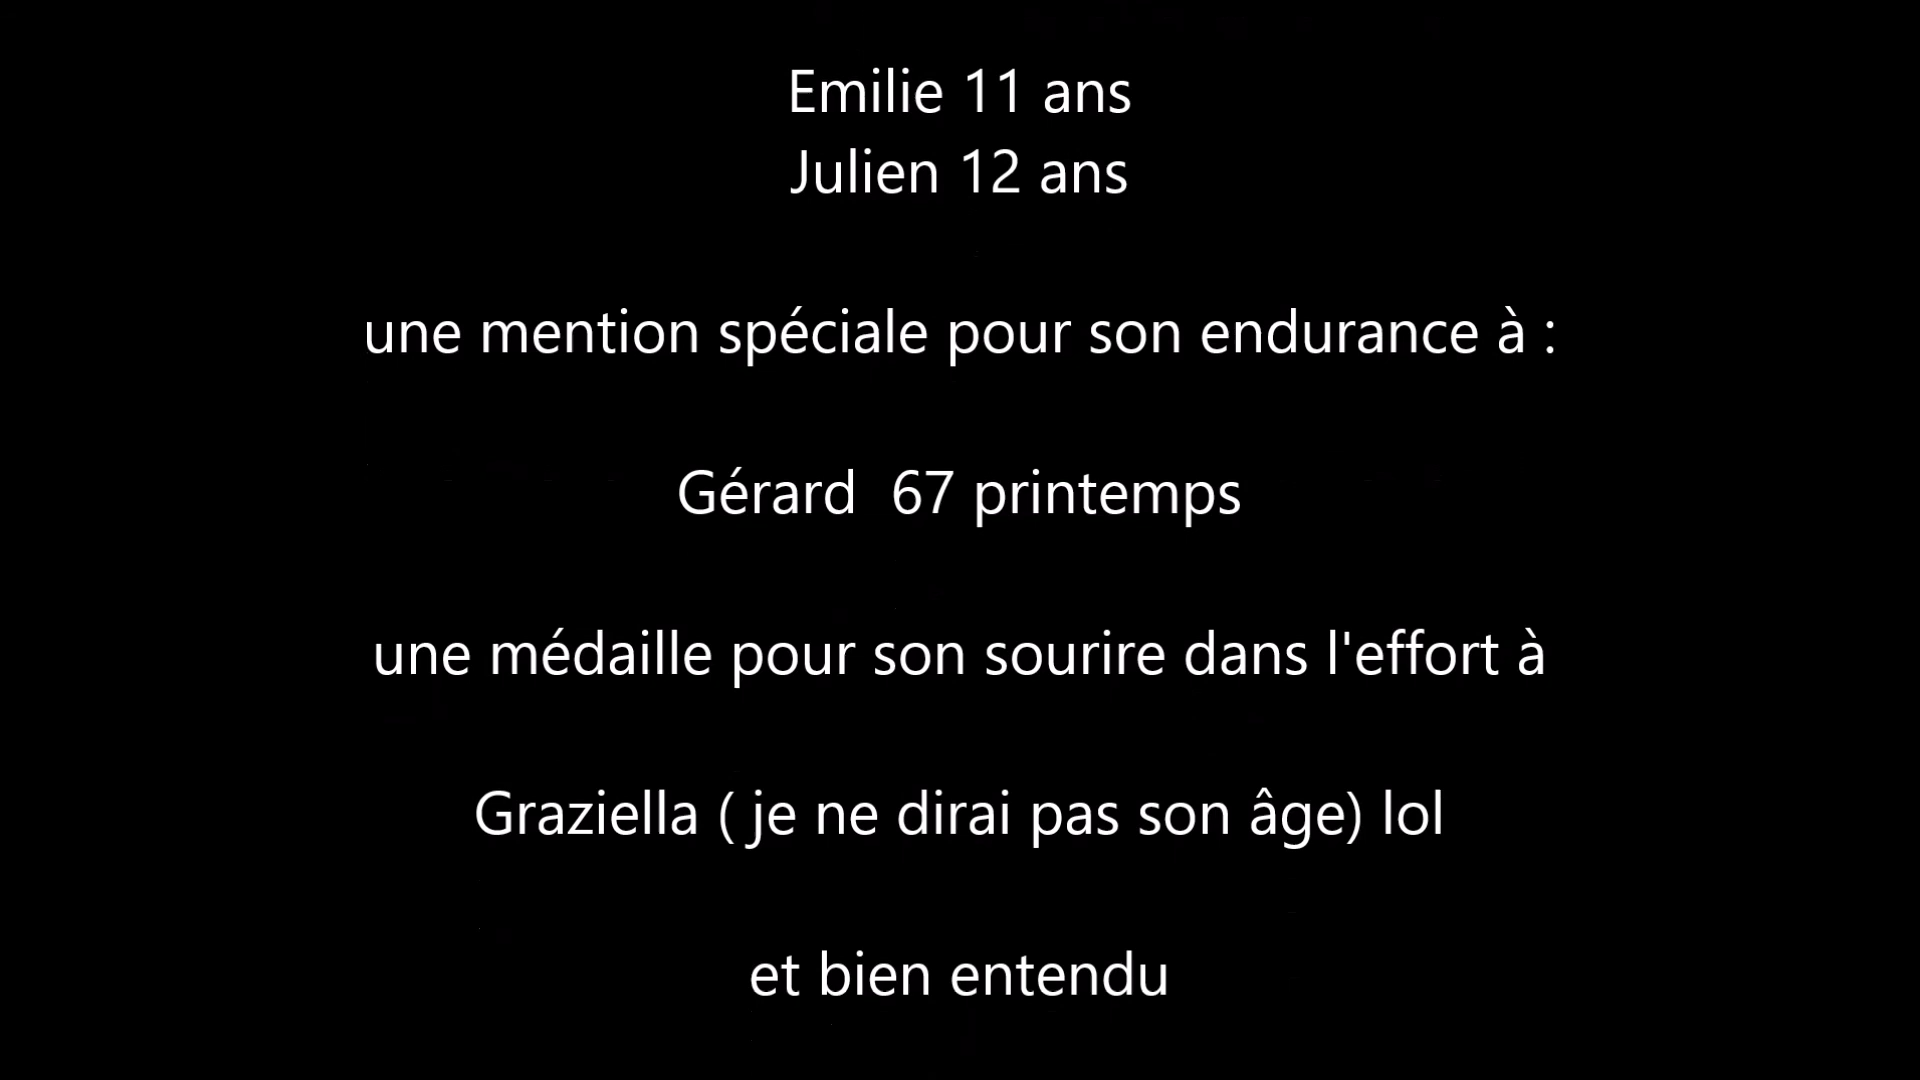 Emilie 11 ans
Julien 12 ans
une mention spéciale pour son endurance à :
Gérard  67 printemps
une médaille pour son sourire dans l'effort à
Graziella ( je ne dirai pas son âge) lol
et bien entendu